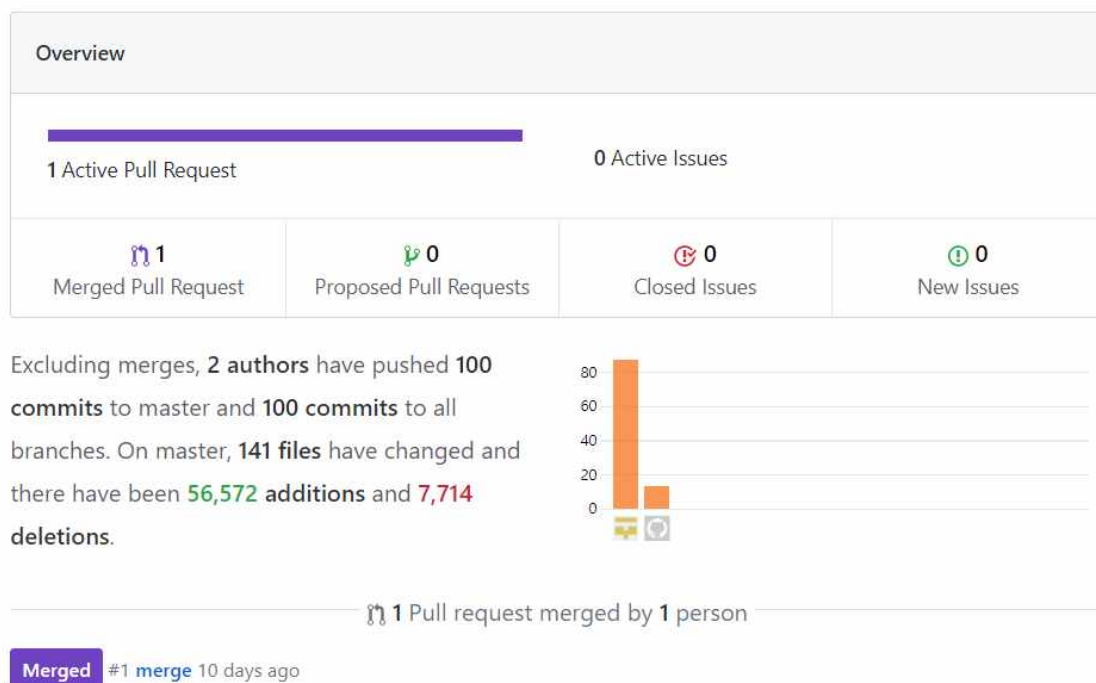 Overview
1 Active Pull Request
0 Active Issues
1
Merged Pull Request
0
Proposed Pull Requests
0
Closed Issues
0
New Issues
Excluding merges, 2 authors have pushed 100
commits to master and 100 commits to all
branches. On master, 141 files have changed and
there have been 56,572 additions and 7,714
deletions.
80
60
40
20
0
1 Pull request merged by 1 person
Merged #1 merge 10 days ago